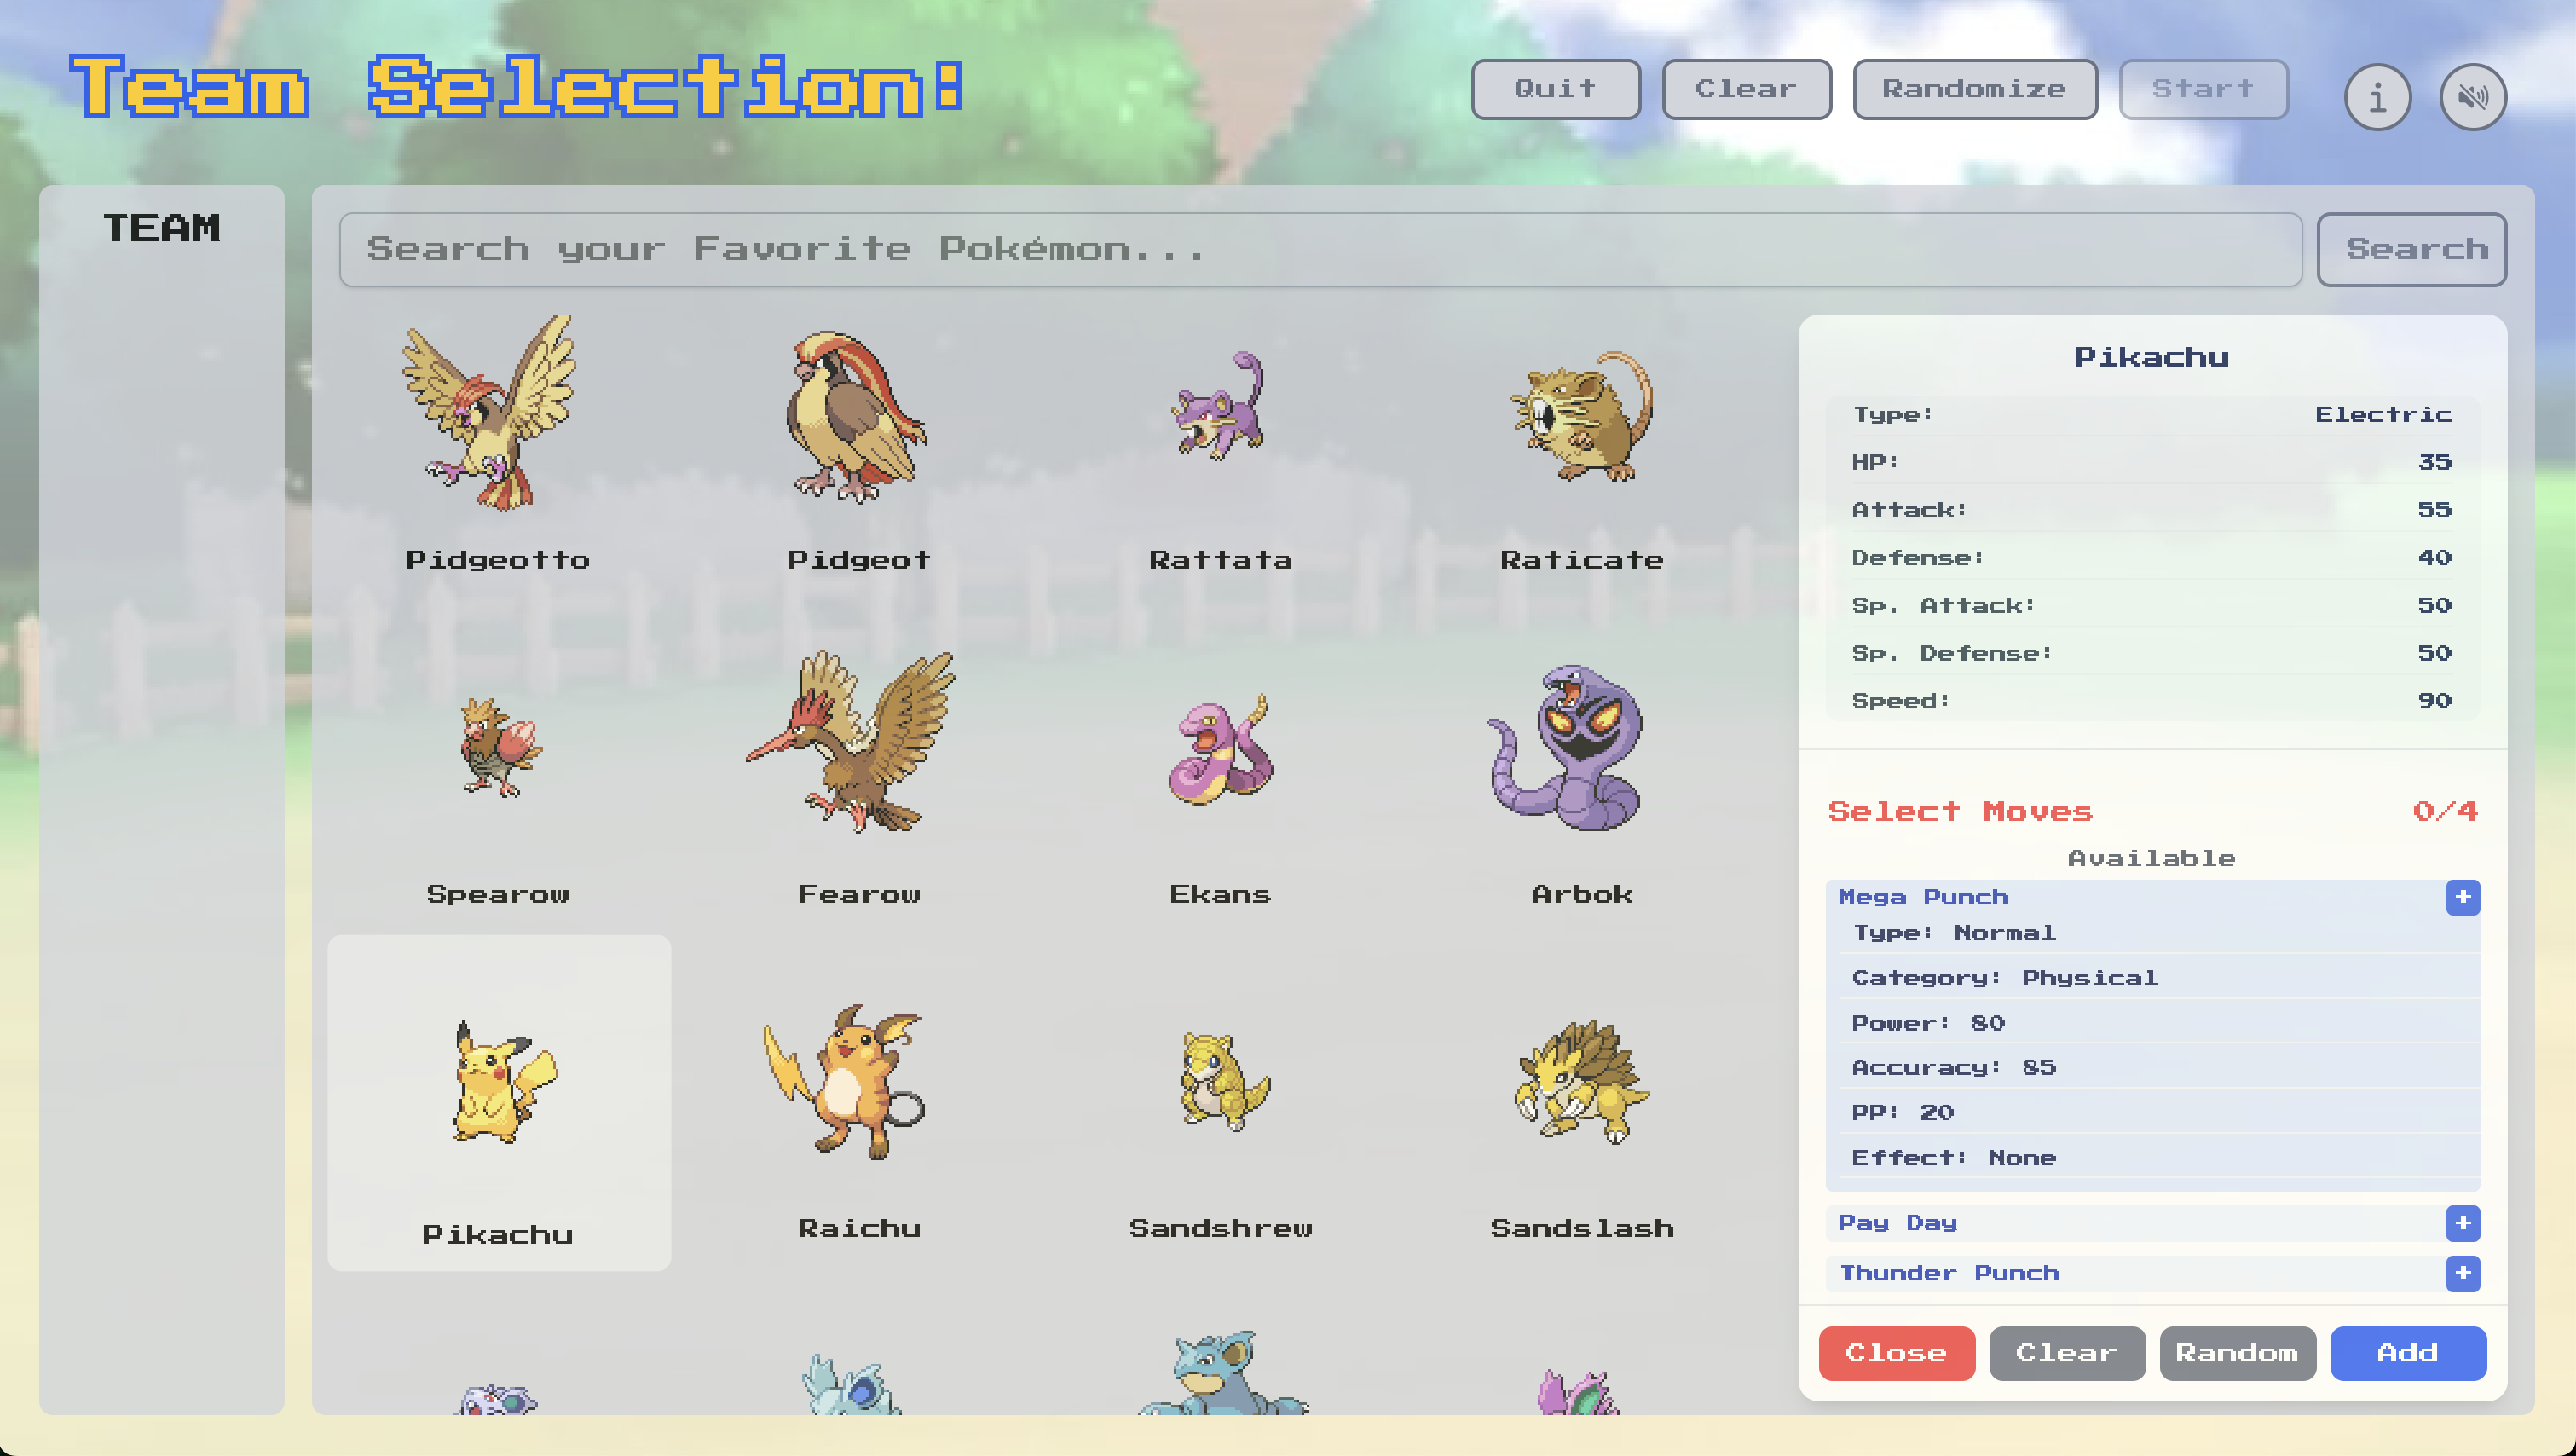 Team Selection:
Quit
Clear
Randomize
Start
i
TEAM
Search your Favorite Pokémon...
Search
Pidgeotto
Pidgeot
Rattata
Raticate
Spearow
Fearow
Ekans
Arbok
Pikachu
Raichu
Sandshrew
Sandslash
Pikachu
Type: Electric
HP: 35
Attack: 55
Defense: 40
Sp. Attack: 50
Sp. Defense: 50
Speed: 90
Select Moves 0/4
Available
Mega Punch +
Type: Normal
Category: Physical
Power: 80
Accuracy: 85
PP: 20
Effect: None
Pay Day +
Thunder Punch +
Close
Clear
Random
Add